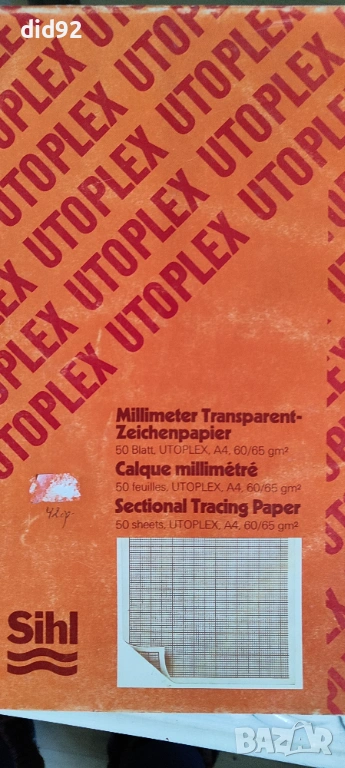 did92
UTOPLEX UTOPLEX
UTOPLEX UTOPLEX
UTOPLEX UTOPLEX
UTOPLEX UTOPLEX
UTOPLEX UTOPLEX
Millimeter Transparent-
Zeichenpapier
50 Blatt, UTOPLEX, A4, 60/65 gm²
Calque millimétré
50 feuilles, UTOPLEX, A4, 60/65 gm²
Sectional Tracing Paper
50 sheets, UTOPLEX, A4, 60/65 gm²
Sihl
BAZAR